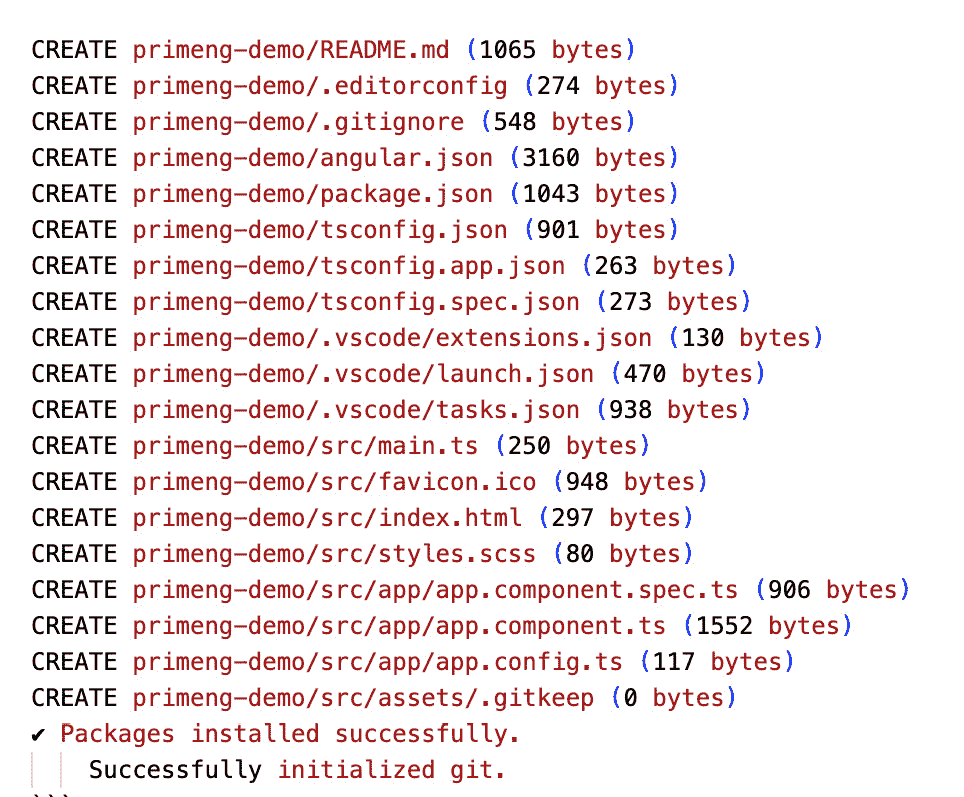 CREATE primeng-demo/README.md (1065 bytes)
CREATE primeng-demo/.editorconfig (274 bytes)
CREATE primeng-demo/.gitignore (548 bytes)
CREATE primeng-demo/angular.json (3160 bytes)
CREATE primeng-demo/package.json (1043 bytes)
CREATE primeng-demo/tsconfig.json (901 bytes)
CREATE primeng-demo/tsconfig.app.json (263 bytes)
CREATE primeng-demo/tsconfig.spec.json (273 bytes)
CREATE primeng-demo/.vscode/extensions.json (130 bytes)
CREATE primeng-demo/.vscode/launch.json (470 bytes)
CREATE primeng-demo/.vscode/tasks.json (938 bytes)
CREATE primeng-demo/src/main.ts (250 bytes)
CREATE primeng-demo/src/favicon.ico (948 bytes)
CREATE primeng-demo/src/index.html (297 bytes)
CREATE primeng-demo/src/styles.scss (80 bytes)
CREATE primeng-demo/src/app/app.component.spec.ts (906 bytes)
CREATE primeng-demo/src/app/app.component.ts (1552 bytes)
CREATE primeng-demo/src/app/app.config.ts (117 bytes)
CREATE primeng-demo/src/assets/.gitkeep (0 bytes)
✔ Packages installed successfully.
Successfully initialized git.
```